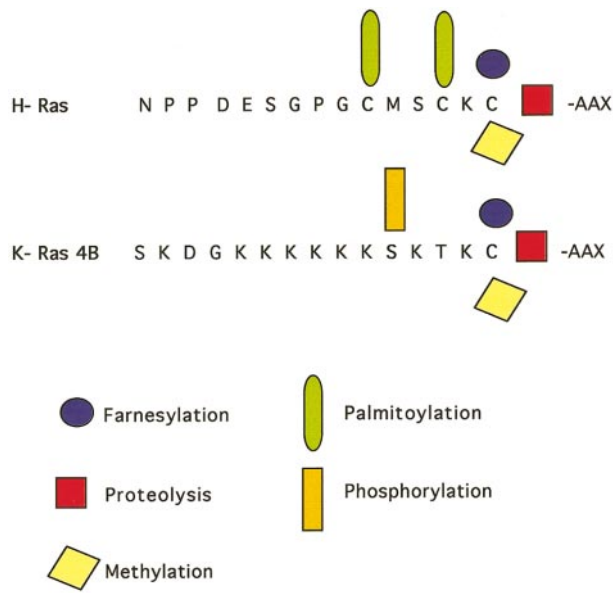 H- Ras N P P D E S G P G C M S C K C -AAX
K- Ras 4B S K D G K K K K K K S K T K C -AAX
Farnesylation Palmitoylation
Proteolysis Phosphorylation
Methylation